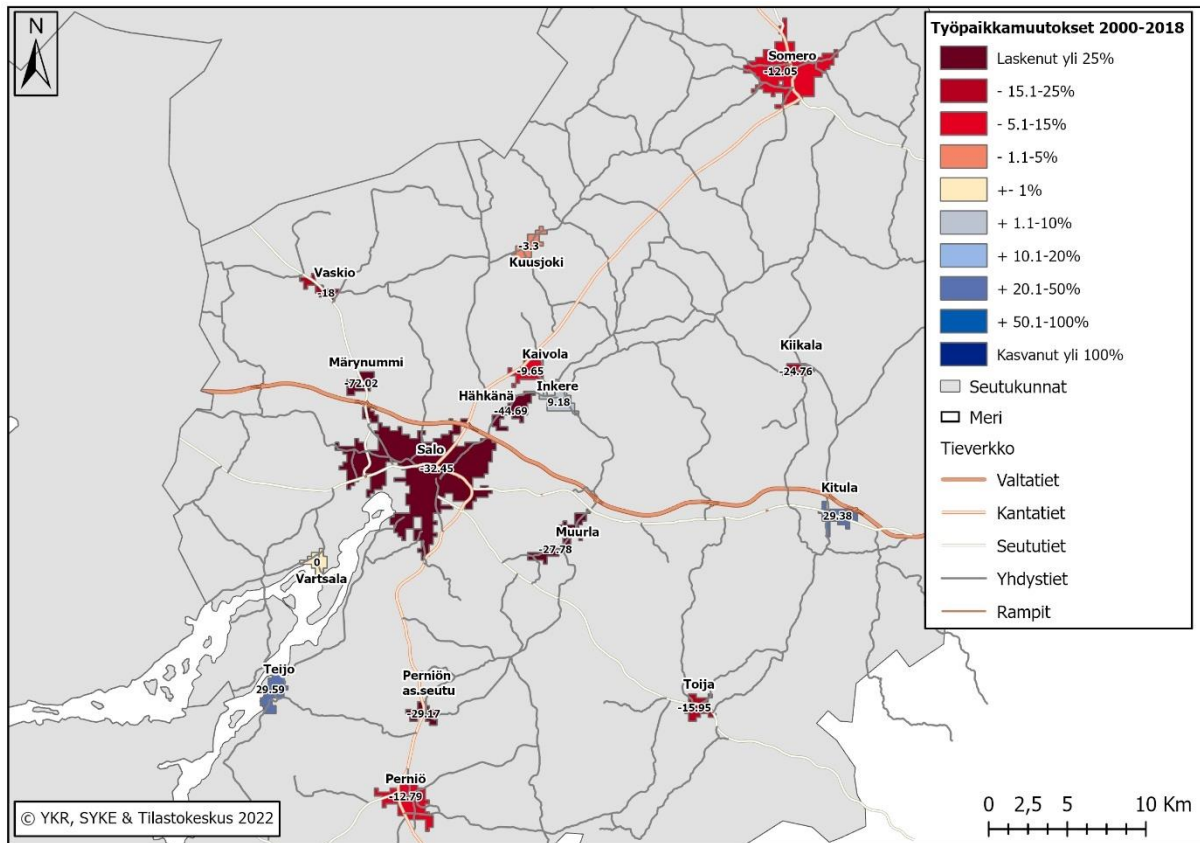 N
Työpaikkamuutokset 2000-2018
Laskenut yli 25%
- 15.1-25%
- 5.1-15%
- 1.1-5%
+- 1%
+ 1.1-10%
+ 10.1-20%
+ 20.1-50%
+ 50.1-100%
Kasvanut yli 100%
Seutukunnat
Meri
Tieverkko
Valtatiet
Kantatiet
Seututiet
Yhdystiet
Rampit
Somero
-12.05
-3.3
Kuusjoki
Vaskio
-18
Märynummi
-72.02
Kaivola
-9.65
Kiikala
-24.76
Inkere
9.18
Hähkänä
-44.69
Salo
-32.45
Kitula
29.38
Muurla
-27.78
0
Vartsala
Teijo
29.59
Perniön
as.seutu
-29.17
Toija
-15.95
Perniö
-12.79
© YKR, SYKE & Tilastokeskus 2022
0 2,5 5 10 Km